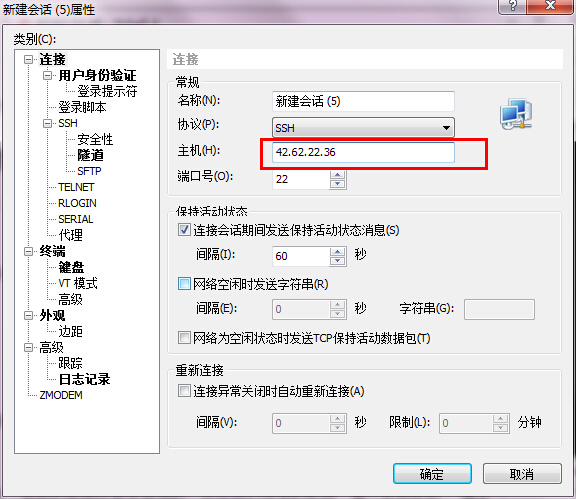 新建会话 (5)属性
类别(C):
连接
用户身份验证
登录提示符
登录脚本
SSH
安全性
隧道
SFTP
TELNET
RLOGIN
SERIAL
代理
终端
键盘
VT 模式
高级
外观
边距
高级
跟踪
日志记录
ZMODEM
连接
常规
名称(N): 新建会话 (5)
协议(P): SSH
主机(H): 42.62.22.36
端口号(O): 22
保持活动状态
连接会话期间发送保持活动状态消息(S)
间隔(I): 60 秒
网络空闲时发送字符串(R)
间隔(E): 0 秒 字符串(G):
网络为空闲状态时发送TCP保持活动数据包(T)
重新连接
连接异常关闭时自动重新连接(A)
间隔(V): 0 秒 限制(L): 0 分钟
确定 取消